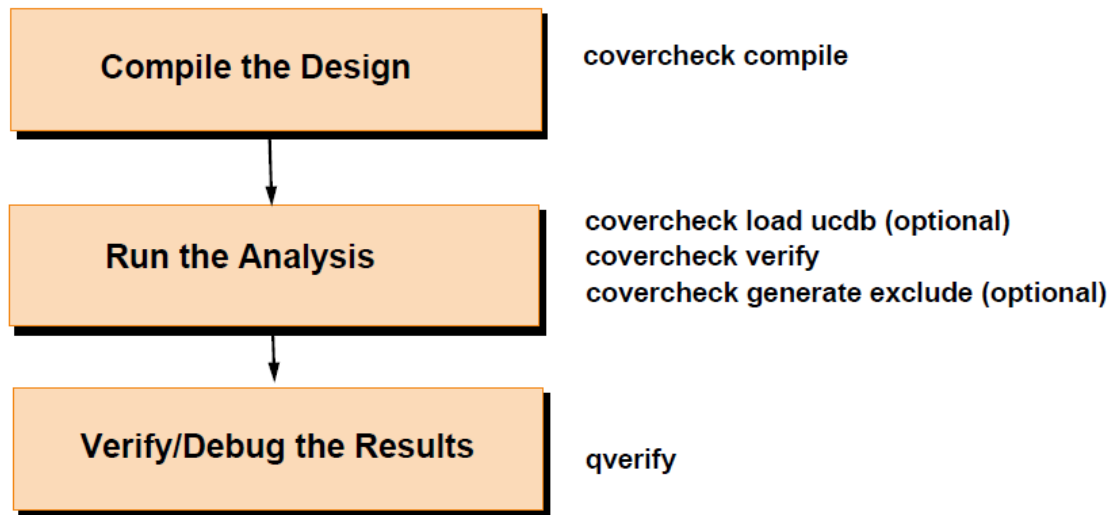 Compile the Design
covercheck compile
Run the Analysis
covercheck load ucdb (optional)
covercheck verify
covercheck generate exclude (optional)
Verify/Debug the Results
qverify